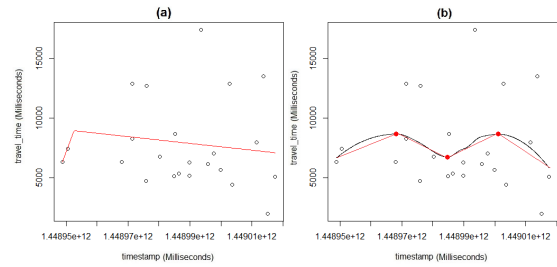 (a)
(b)
travel_time (Milliseconds)
5000
10000
15000
1.44895e+12
1.44897e+12
1.44899e+12
1.44901e+12
timestamp (Milliseconds)
travel_time (Milliseconds)
5000
10000
15000
1.44895e+12
1.44897e+12
1.44899e+12
1.44901e+12
timestamp (Milliseconds)